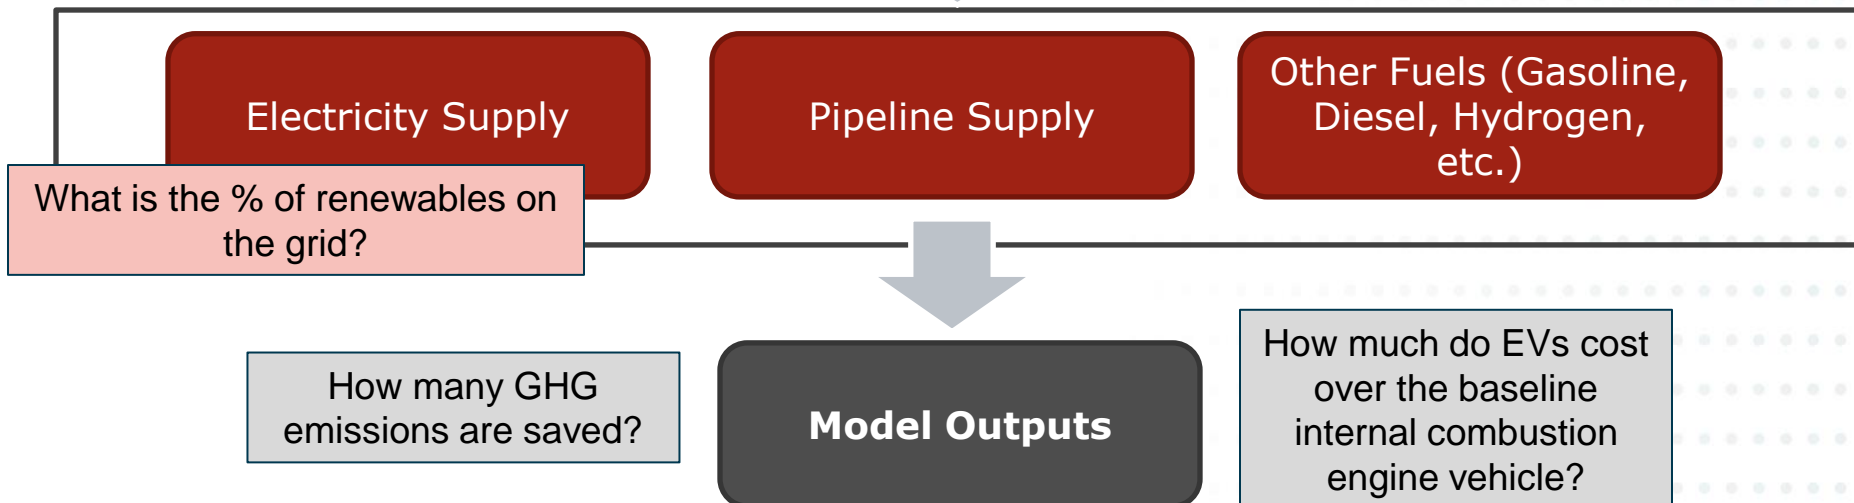 Electricity Supply
Pipeline Supply
Other Fuels (Gasoline,
Diesel, Hydrogen,
etc.)
What is the % of renewables on
the grid?
How many GHG
emissions are saved?
Model Outputs
How much do EVs cost
over the baseline
internal combustion
engine vehicle?